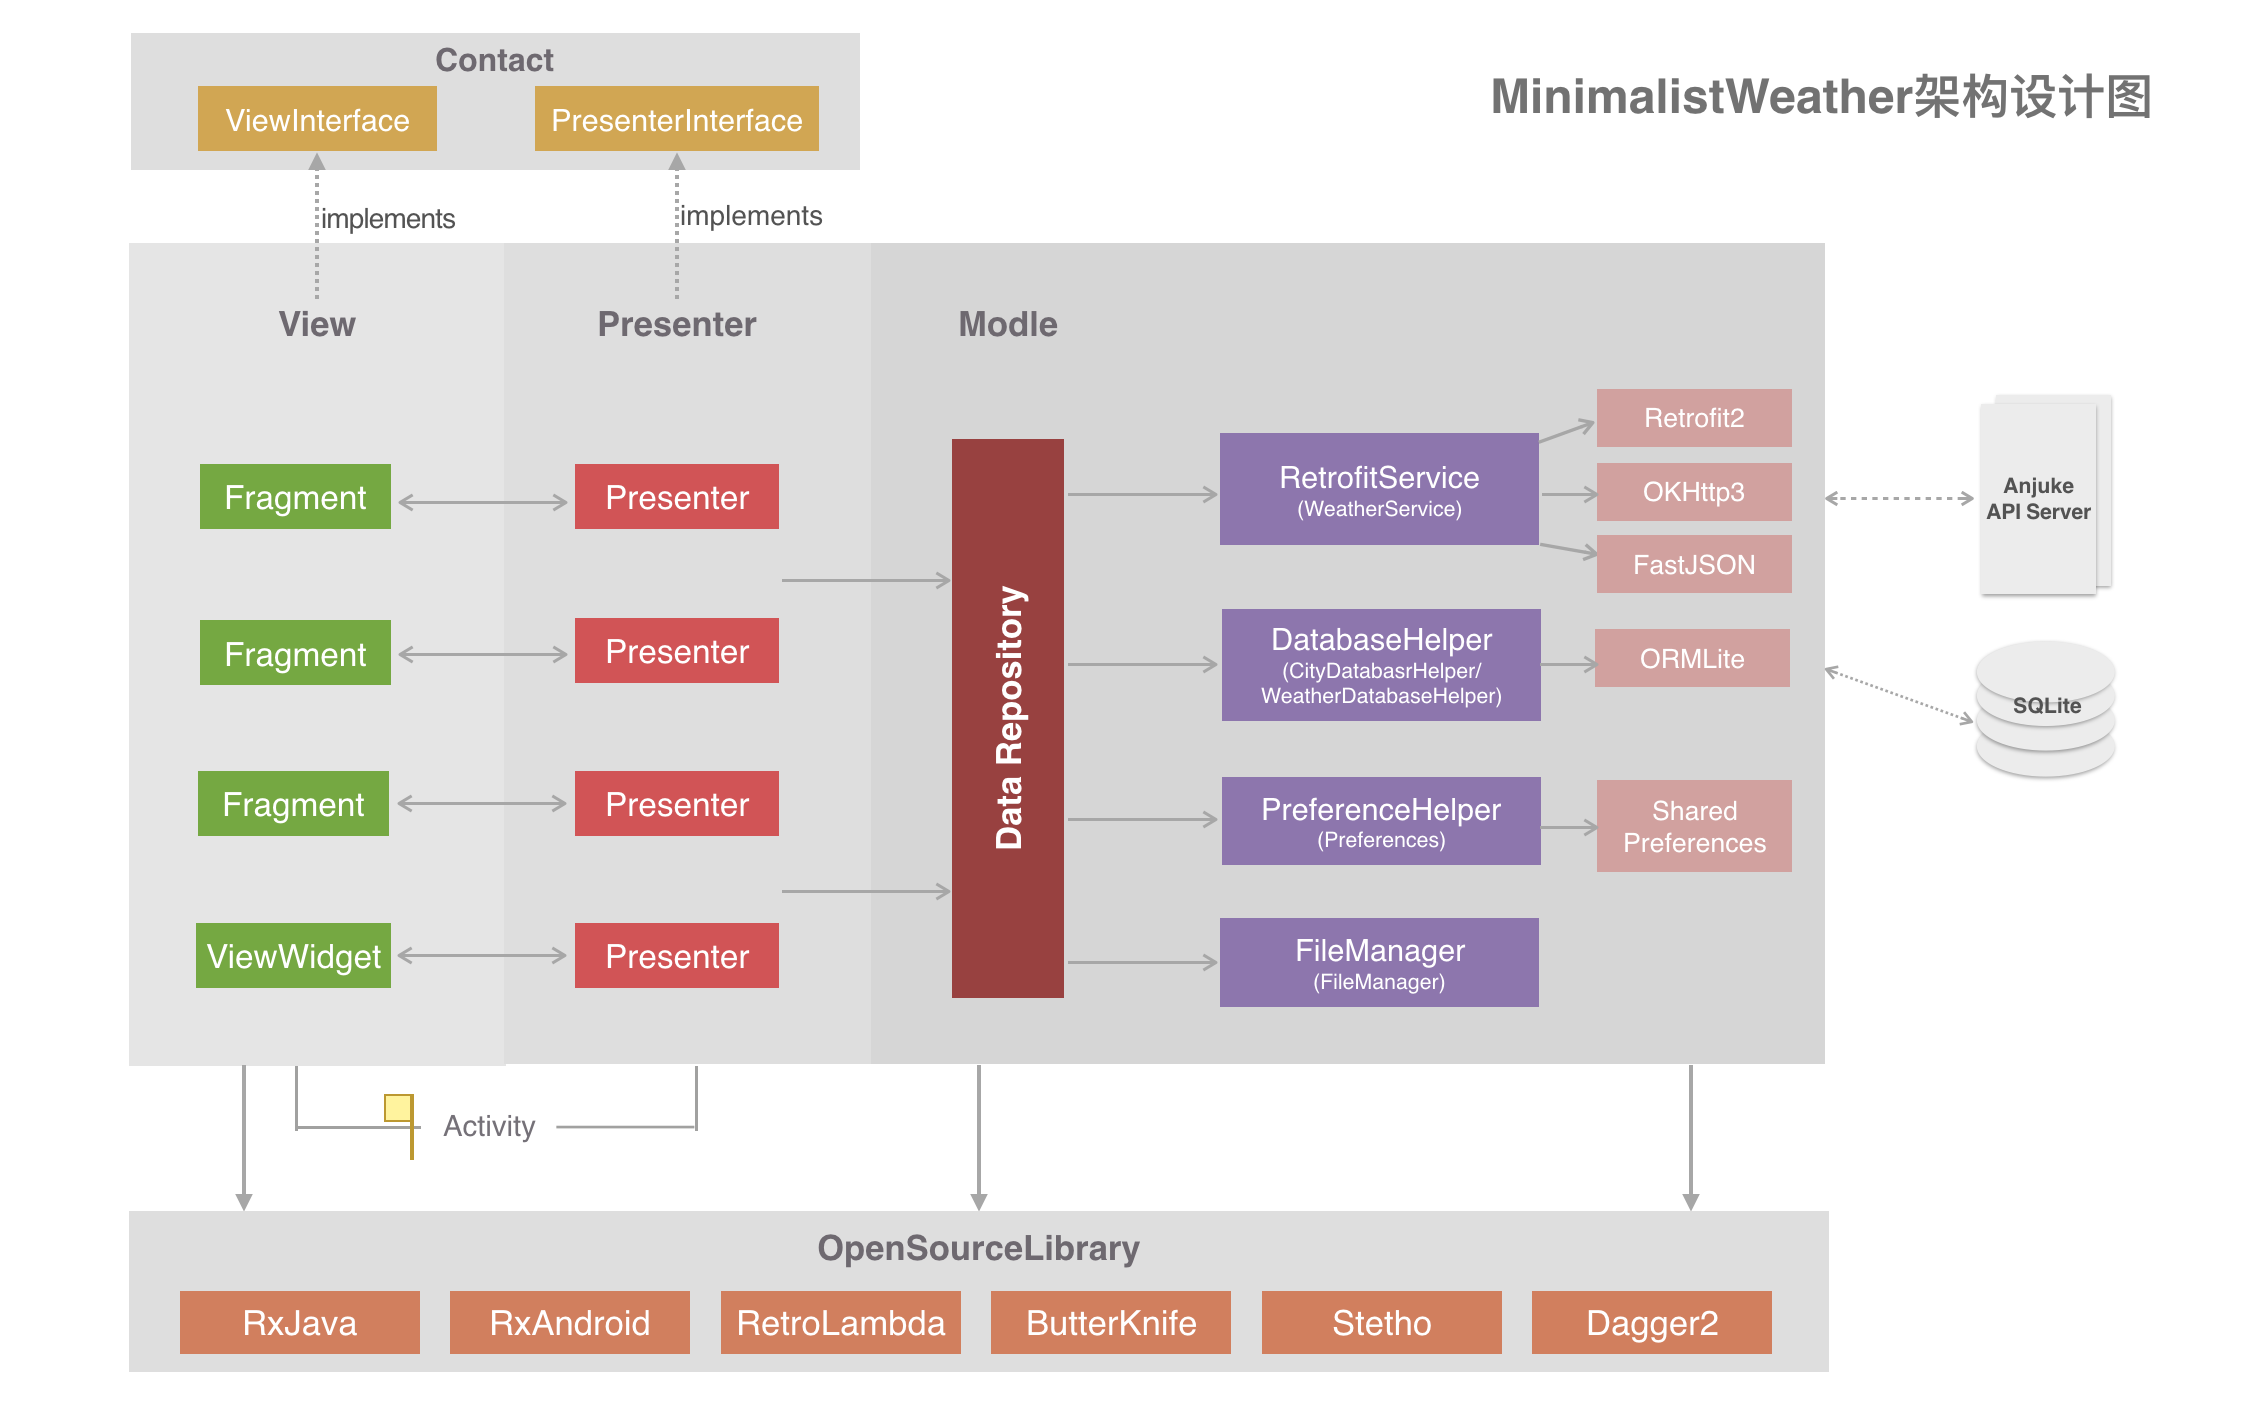 Contact
ViewInterface
PresenterInterface
MinimalistWeather架构设计图
implements
implements
View
Presenter
Modle
Fragment
Presenter
Fragment
Presenter
Fragment
Presenter
ViewWidget
Presenter
Data Repository
RetrofitService
(WeatherService)
DatabaseHelper
(CityDatabasrHelper/
WeatherDatabaseHelper)
PreferenceHelper
(Preferences)
FileManager
(FileManager)
Retrofit2
OKHttp3
FastJSON
ORMLite
Shared
Preferences
Anjuke
API Server
SQLite
Activity
OpenSourceLibrary
RxJava
RxAndroid
RetroLambda
ButterKnife
Stetho
Dagger2